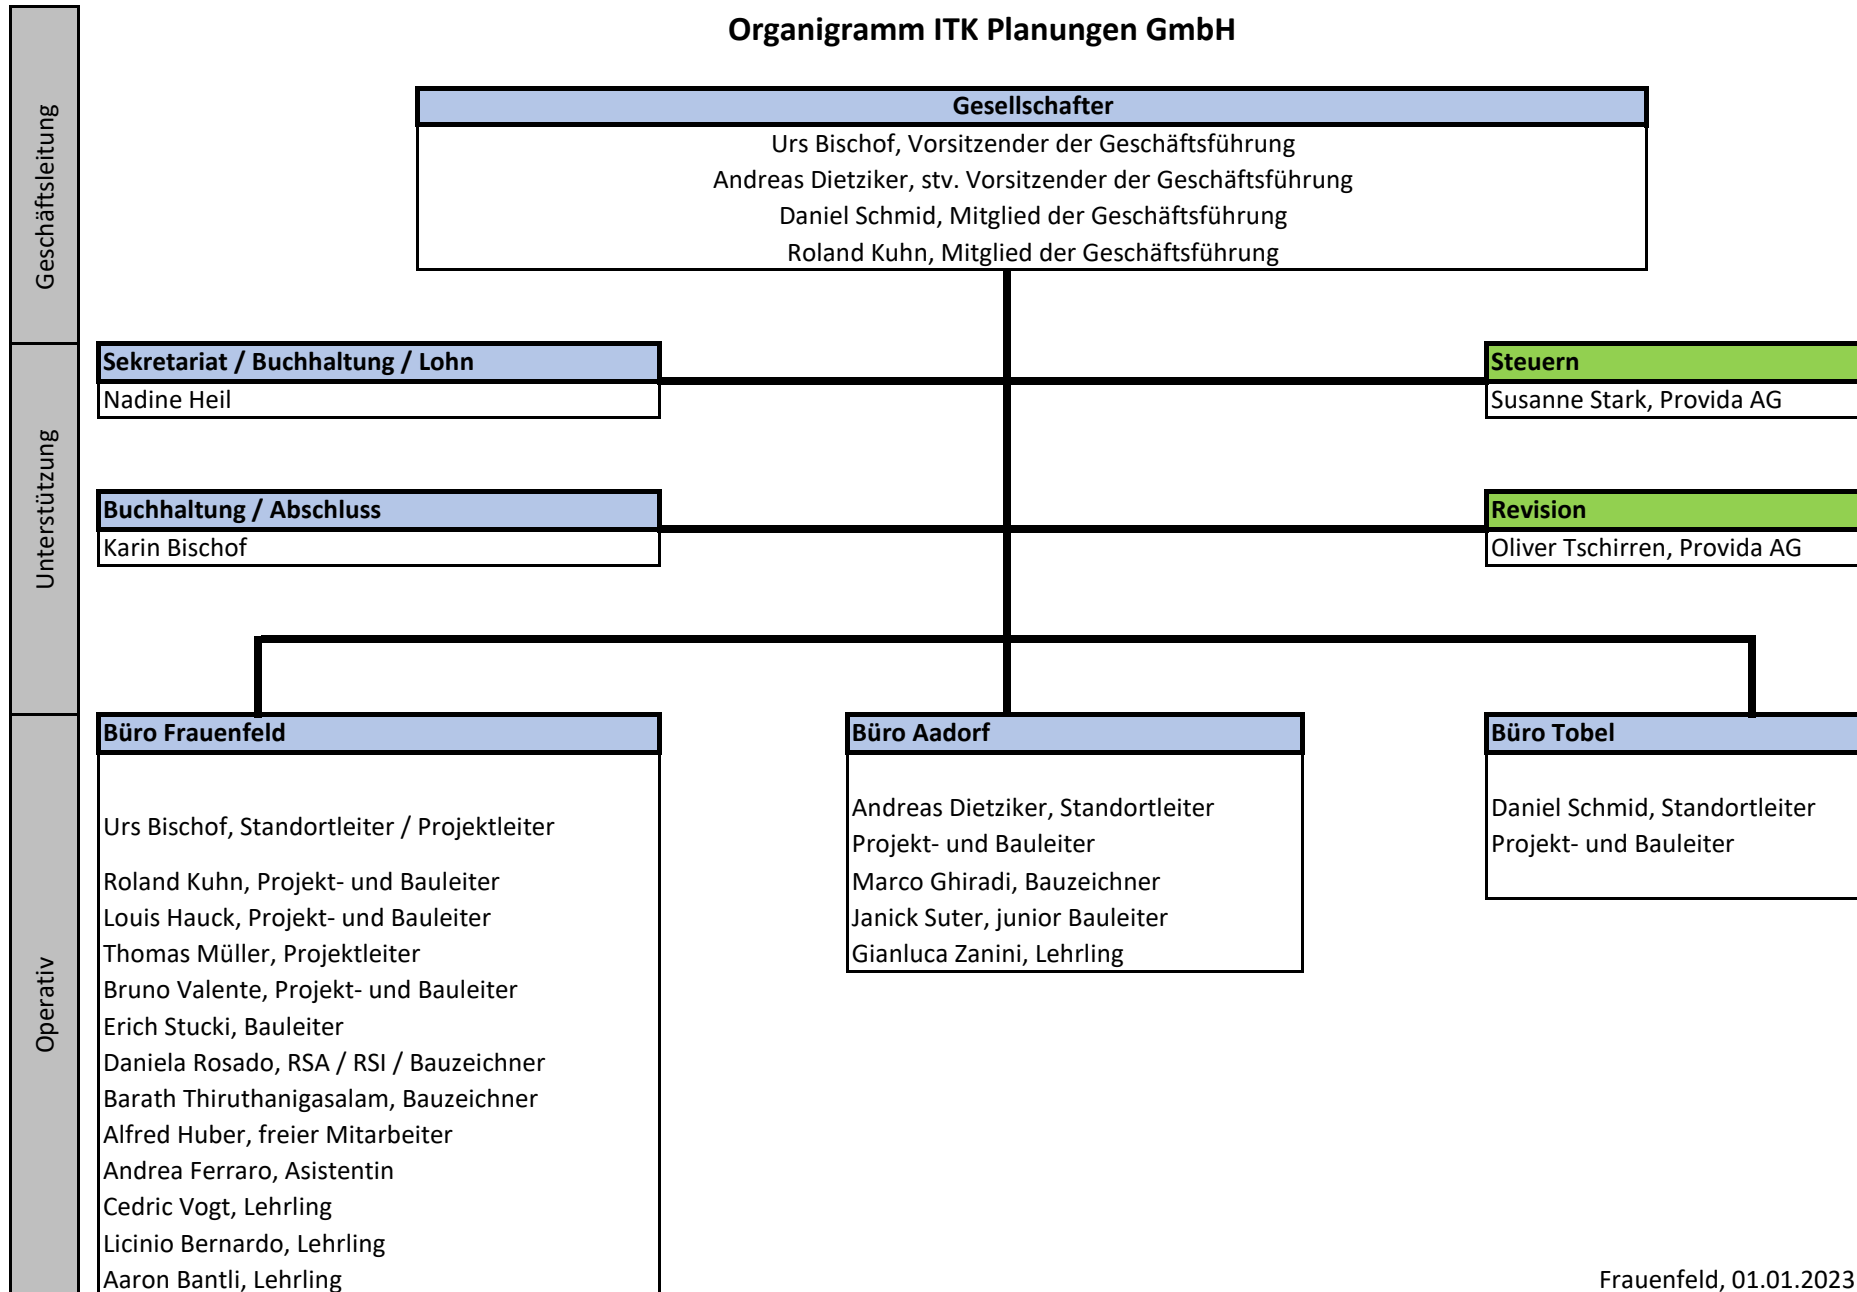 Organigramm ITK Planungen GmbH
Geschäftsleitung
Gesellschafter
Urs Bischof, Vorsitzender der Geschäftsführung
Andreas Dietziker, stv. Vorsitzender der Geschäftsführung
Daniel Schmid, Mitglied der Geschäftsführung
Roland Kuhn, Mitglied der Geschäftsführung
Unterstützung
Sekretariat / Buchhaltung / Lohn
Nadine Heil
Steuern
Susanne Stark, Provida AG
Buchhaltung / Abschluss
Karin Bischof
Revision
Oliver Tschirren, Provida AG
Operativ
Büro Frauenfeld
Urs Bischof, Standortleiter / Projektleiter
Roland Kuhn, Projekt- und Bauleiter
Louis Hauck, Projekt- und Bauleiter
Thomas Müller, Projektleiter
Bruno Valente, Projekt- und Bauleiter
Erich Stucki, Bauleiter
Daniela Rosado, RSA / RSI / Bauzeichner
Barath Thiruthanigasalam, Bauzeichner
Alfred Huber, freier Mitarbeiter
Andrea Ferraro, Asistentin
Cedric Vogt, Lehrling
Licinio Bernardo, Lehrling
Aaron Bantli, Lehrling
Büro Aadorf
Andreas Dietziker, Standortleiter
Projekt- und Bauleiter
Marco Ghiradi, Bauzeichner
Janick Suter, junior Bauleiter
Gianluca Zanini, Lehrling
Büro Tobel
Daniel Schmid, Standortleiter
Projekt- und Bauleiter
Frauenfeld, 01.01.2023